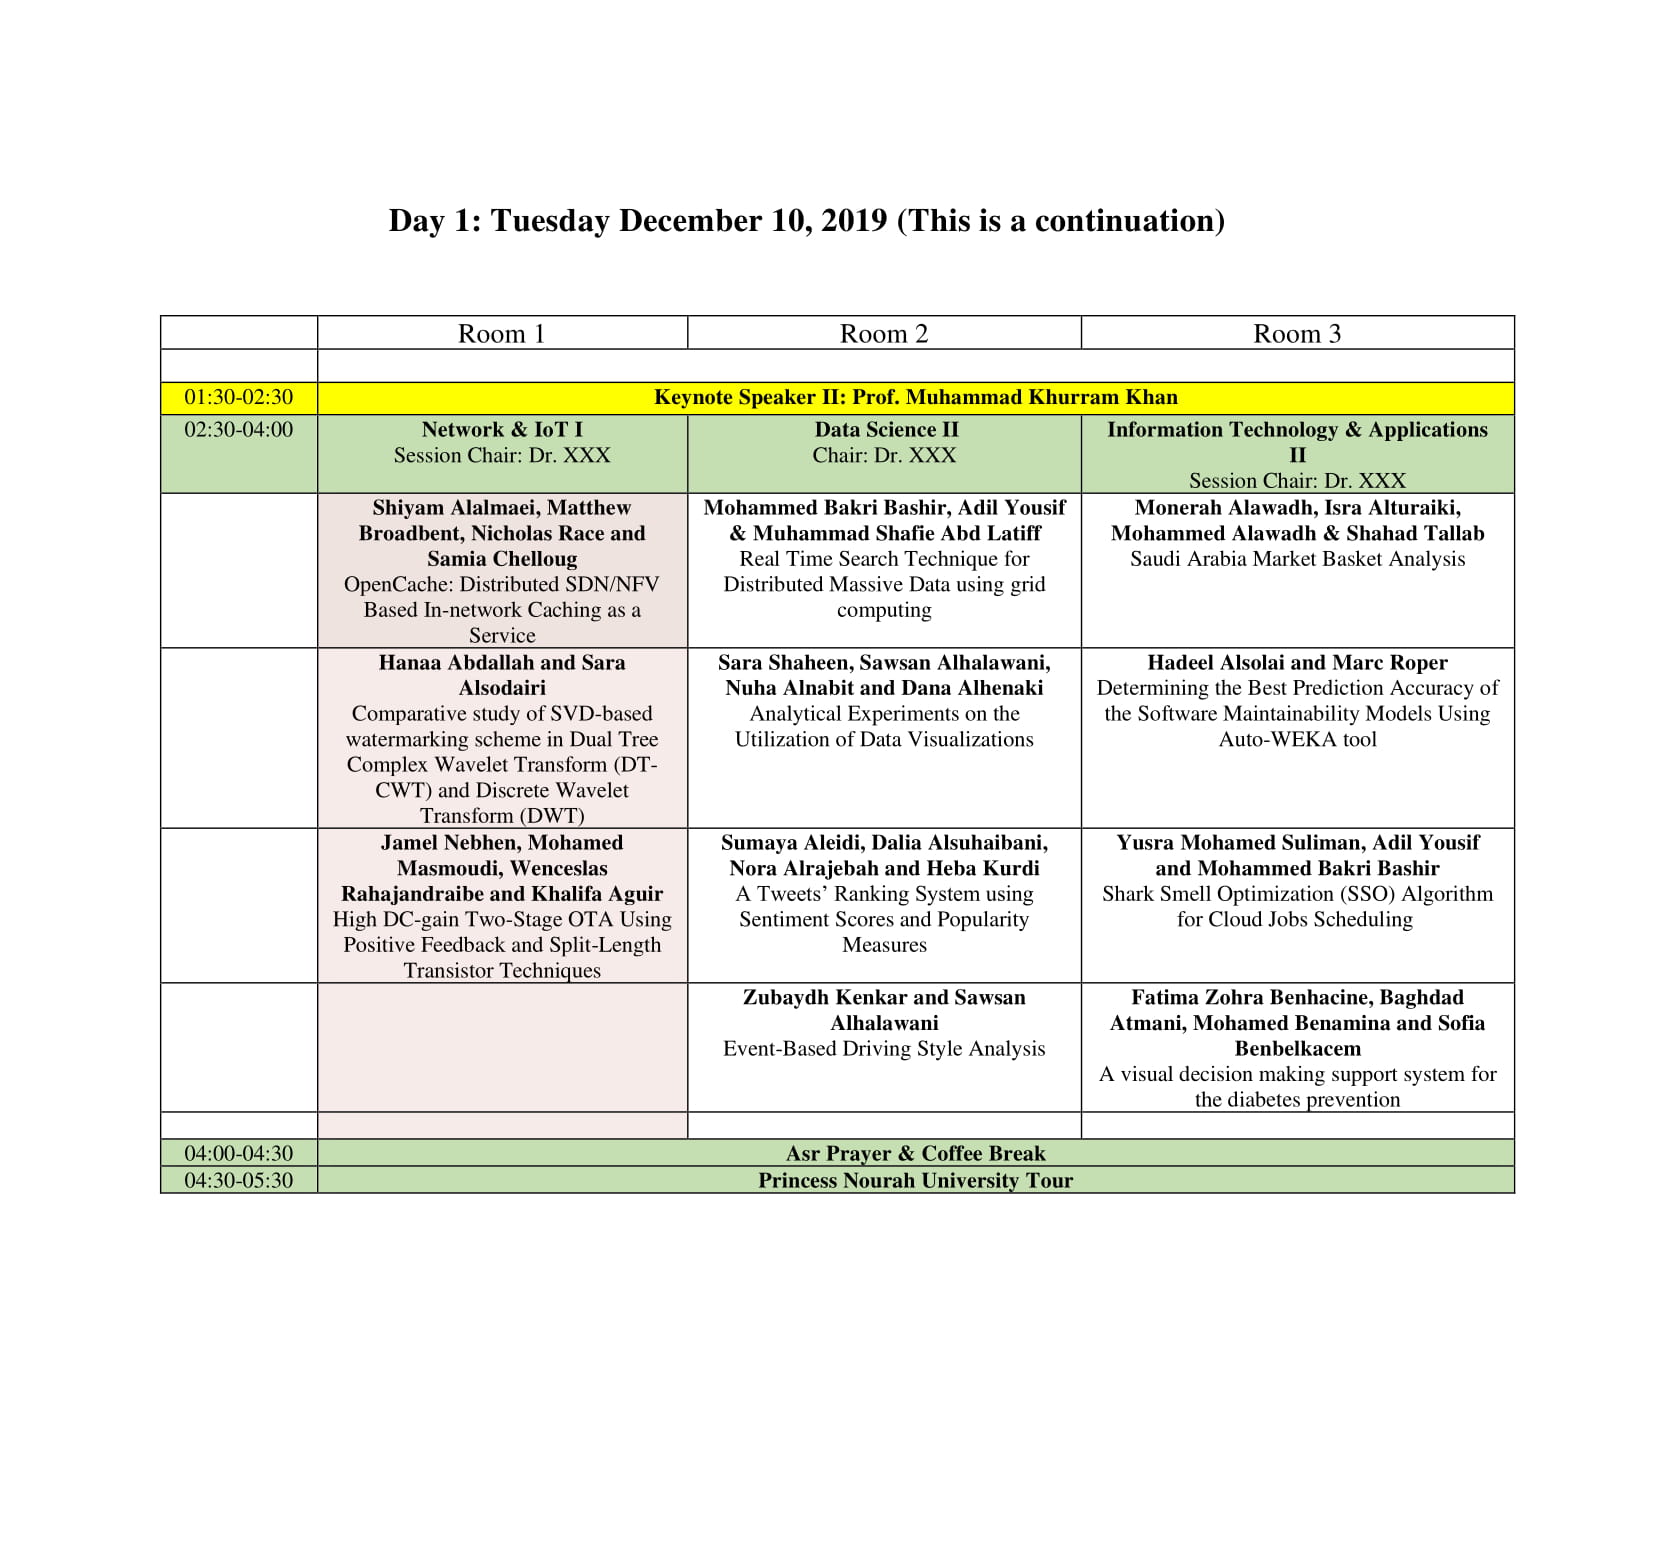 Day 1: Tuesday December 10, 2019 (This is a continuation)
Room 1
Room 2
Room 3
01:30-02:30
Keynote Speaker II: Prof. Muhammad Khurram Khan
02:30-04:00
Network & IoT I
Session Chair: Dr. XXX
Data Science II
Chair: Dr. XXX
Information Technology & Applications
II
Session Chair: Dr. XXX
Shiyam Alalmaei, Matthew
Broadbent, Nicholas Race and
Samia Chelloug
OpenCache: Distributed SDN/NFV
Based In-network Caching as a
Service
Mohammed Bakri Bashir, Adil Yousif
& Muhammad Shafie Abd Latiff
Real Time Search Technique for
Distributed Massive Data using grid
computing
Monerah Alawadh, Isra Alturaiki,
Mohammed Alawadh & Shahad Tallab
Saudi Arabia Market Basket Analysis
Hanaa Abdallah and Sara
Alsodairi
Comparative study of SVD-based
watermarking scheme in Dual Tree
Complex Wavelet Transform (DT-
CWT) and Discrete Wavelet
Transform (DWT)
Sara Shaheen, Sawsan Alhalawani,
Nuha Alnabit and Dana Alhenaki
Analytical Experiments on the
Utilization of Data Visualizations
Hadeel Alsolai and Marc Roper
Determining the Best Prediction Accuracy of
the Software Maintainability Models Using
Auto-WEKA tool
Jamel Nebhen, Mohamed
Masmoudi, Wenceslas
Rahajandraibe and Khalifa Aguir
High DC-gain Two-Stage OTA Using
Positive Feedback and Split-Length
Transistor Techniques
Sumaya Aleidi, Dalia Alsuhaibani,
Nora Alrajebah and Heba Kurdi
A Tweets’ Ranking System using
Sentiment Scores and Popularity
Measures
Yusra Mohamed Suliman, Adil Yousif
and Mohammed Bakri Bashir
Shark Smell Optimization (SSO) Algorithm
for Cloud Jobs Scheduling
Zubaydh Kenkar and Sawsan
Alhalawani
Event-Based Driving Style Analysis
Fatima Zohra Benhacine, Baghdad
Atmani, Mohamed Benamina and Sofia
Benbelkacem
A visual decision making support system for
the diabetes prevention
04:00-04:30
Asr Prayer & Coffee Break
04:30-05:30
Princess Nourah University Tour